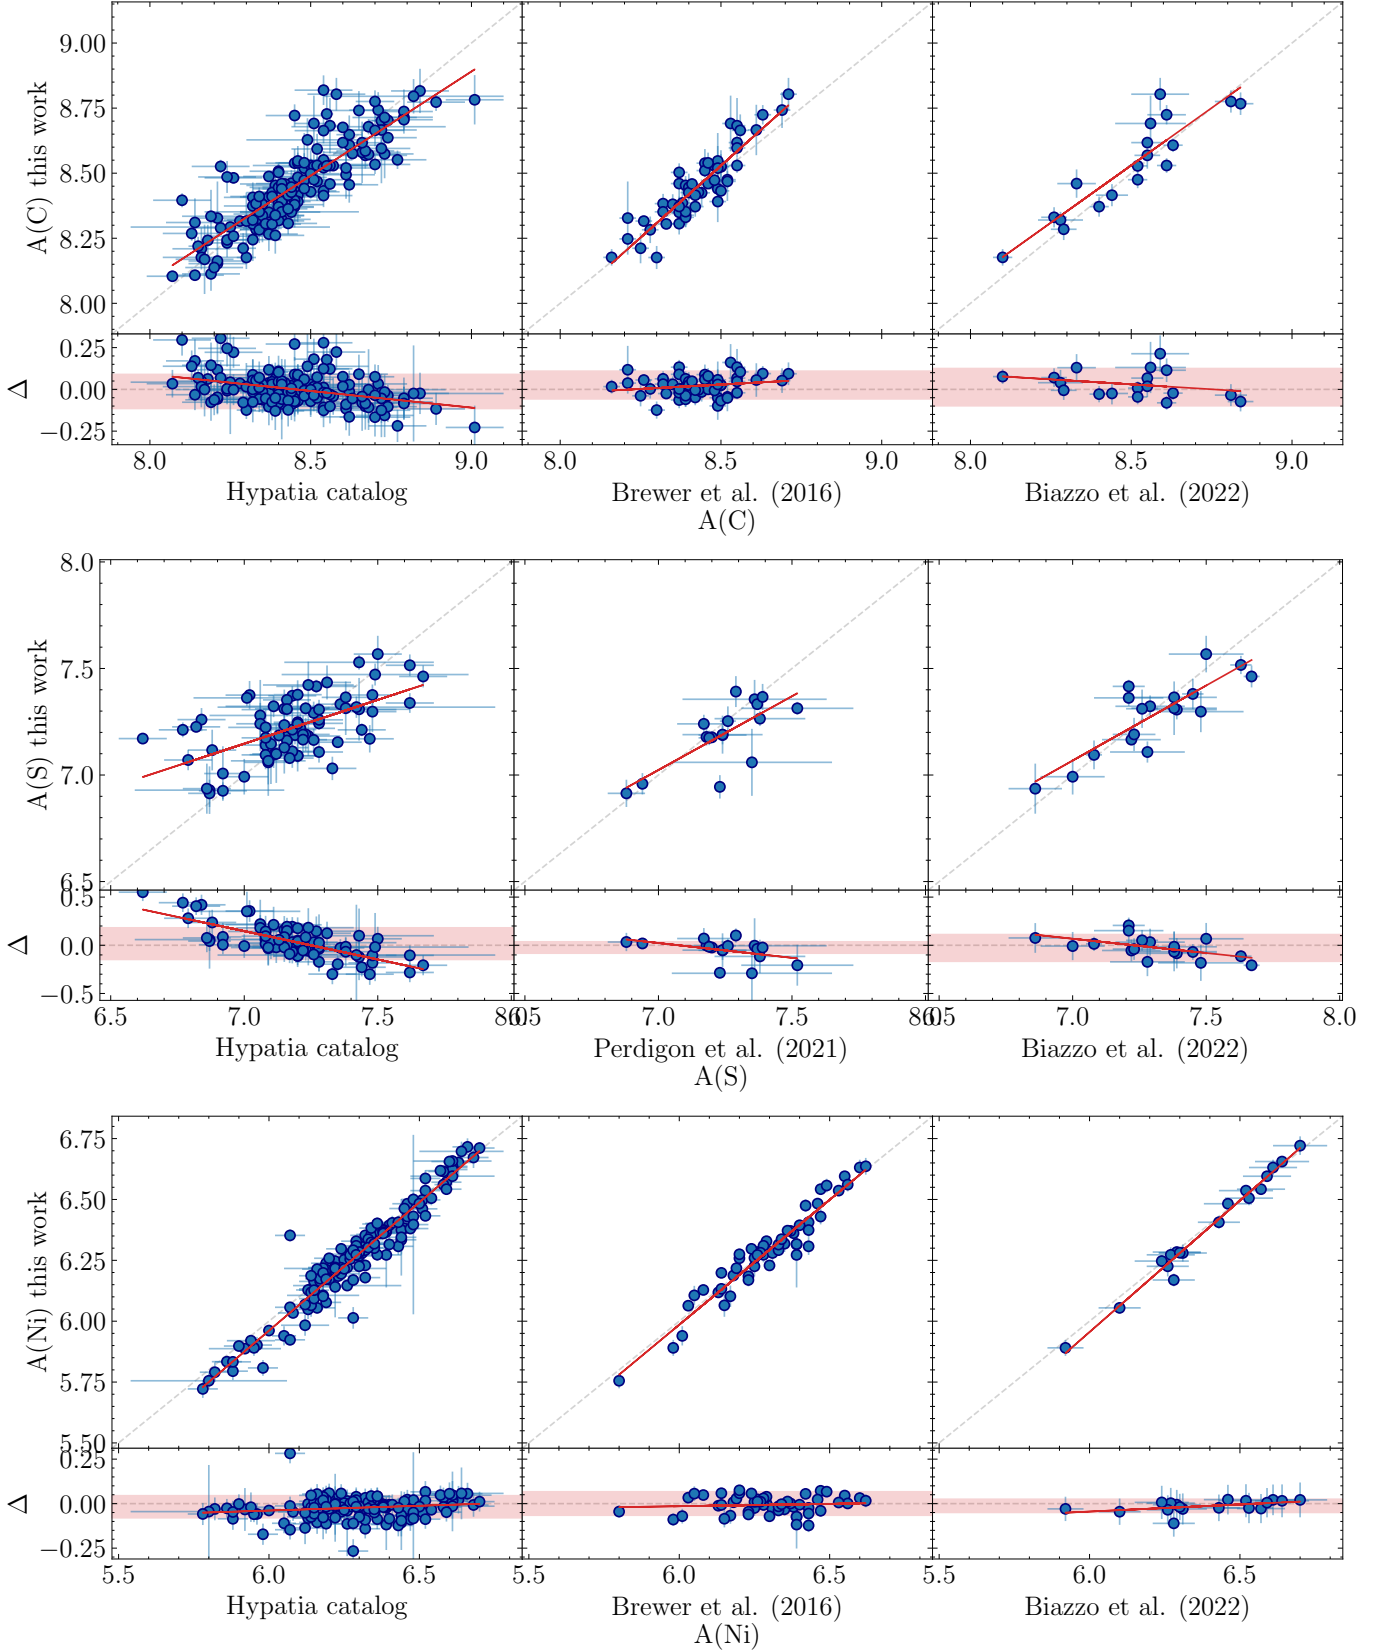 9.00
8.75
8.50
8.25
8.00
A(C) this work
0.25
0.00
−0.25
Δ
8.0 8.5 9.0 8.0 8.5 9.0 8.0 8.5 9.0
Hypatia catalog Brewer et al. (2016) Biazzo et al. (2022)
A(C)
8.0
7.5
7.0
6.5
A(S) this work
0.5
0.0
−0.5
Δ
6.5 7.0 7.5 8.0 6.5 7.0 7.5 8.0 6.5 7.0 7.5 8.0
Hypatia catalog Perdigon et al. (2021) Biazzo et al. (2022)
A(S)
6.75
6.50
6.25
6.00
5.75
5.50
A(Ni) this work
0.25
0.00
−0.25
Δ
5.5 6.0 6.5 5.5 6.0 6.5 5.5 6.0 6.5
Hypatia catalog Brewer et al. (2016) Biazzo et al. (2022)
A(Ni)